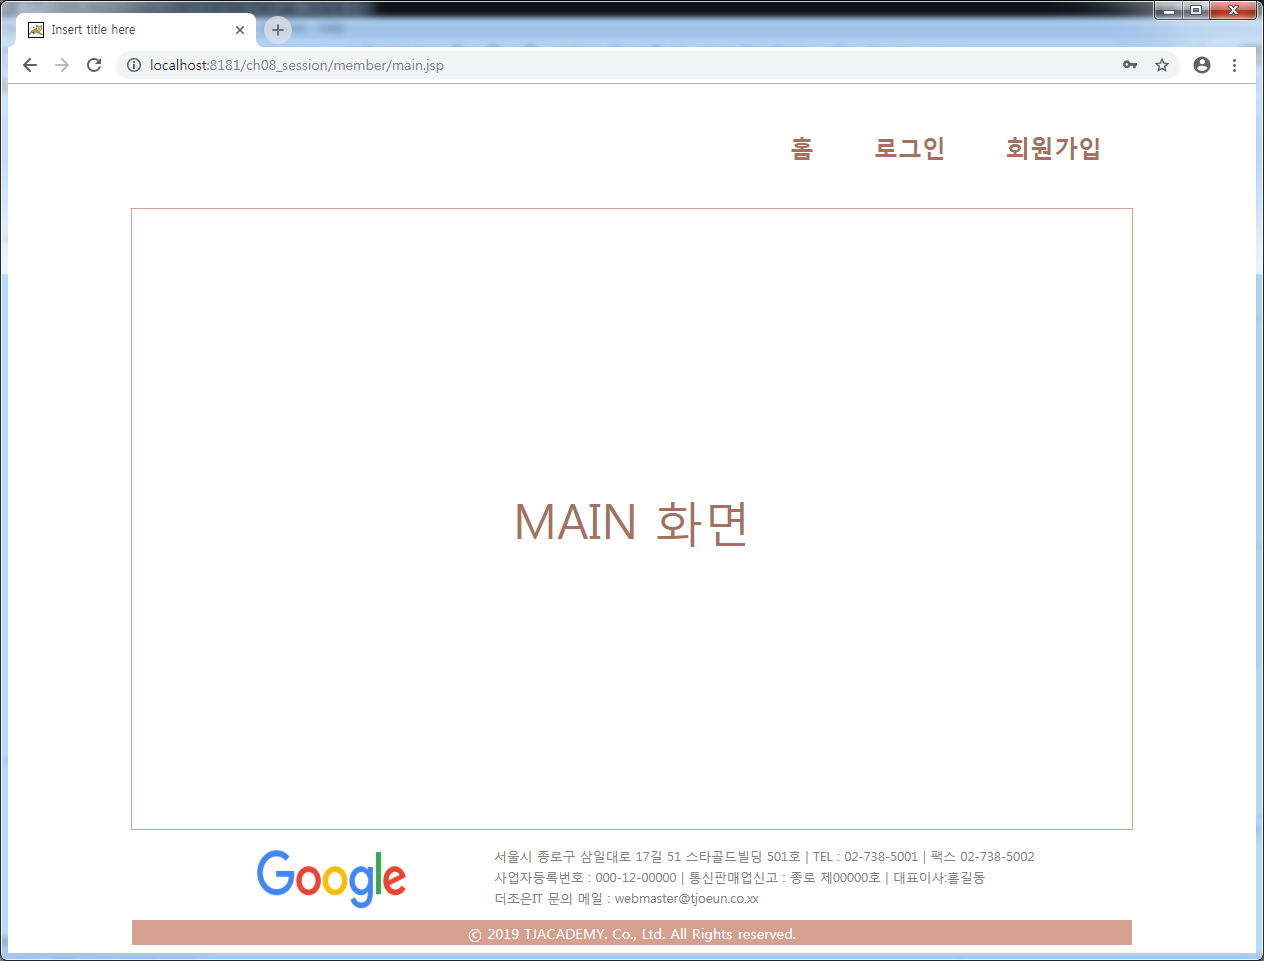 Insert title here
localhost:8181/ch08_session/member/main.jsp
홈 로그인 회원가입
MAIN 화면
Google
서울시 종로구 삼일대로 17길 51 스타골드빌딩 501호 | TEL : 02-738-5001 | 팩스 02-738-5002
사업자등록번호 : 000-12-00000 | 통신판매업신고 : 종로 제00000호 | 대표이사:홍길동
더조은IT 문의 메일 : webmaster@tjoeun.co.xx
ⓒ 2019 TJACADEMY. Co., Ltd. All Rights reserved.